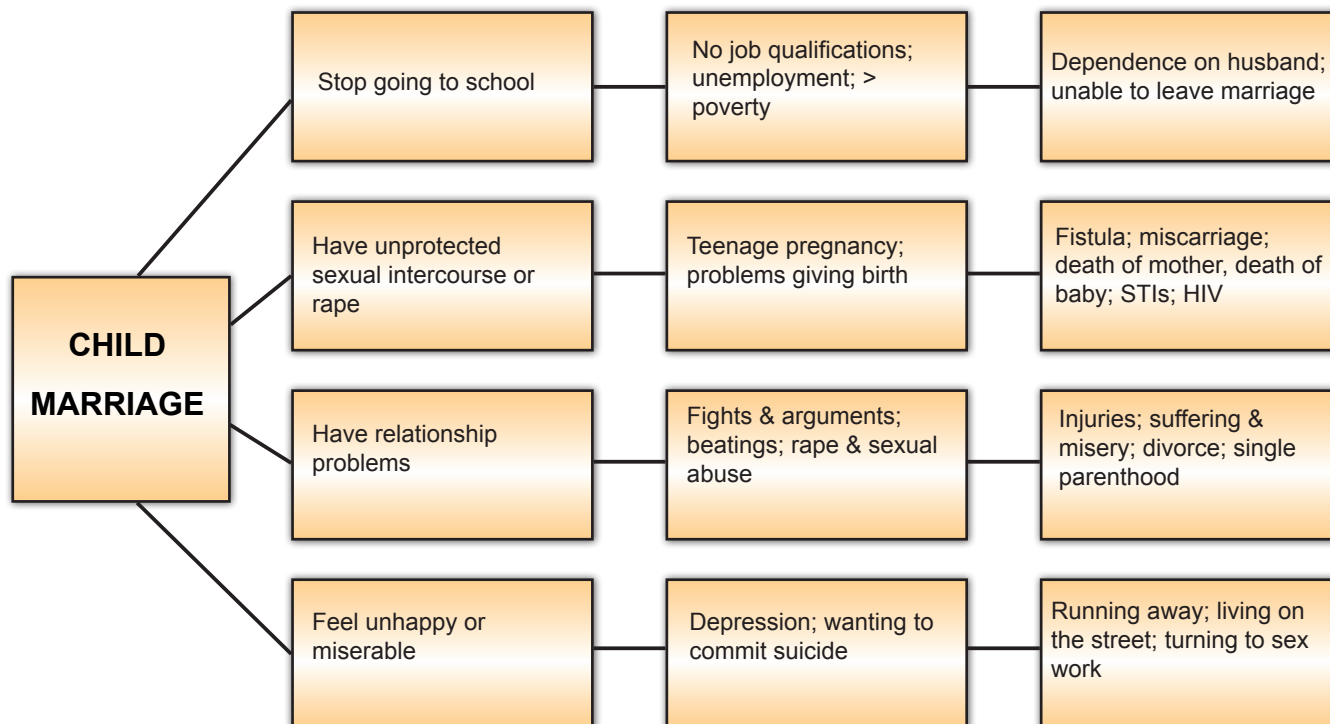 Stop going to school
No job qualifications;
unemployment; >
poverty
Dependence on husband;
unable to leave marriage
Have unprotected
sexual intercourse or
rape
Teenage pregnancy;
problems giving birth
Fistula; miscarriage;
death of mother, death of
baby; STIs; HIV
CHILD
MARRIAGE
Have relationship
problems
Fights & arguments;
beatings; rape & sexual
abuse
Injuries; suffering &
misery; divorce; single
parenthood
Feel unhappy or
miserable
Depression; wanting to
commit suicide
Running away; living on
the street; turning to sex
work